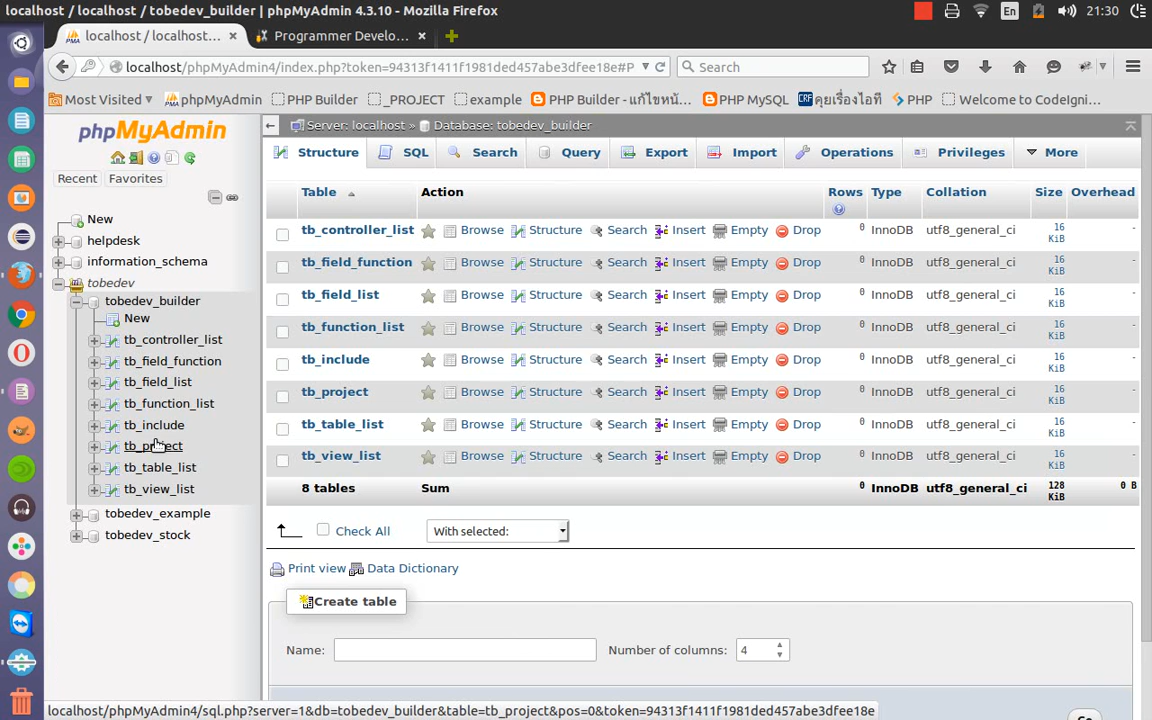 localhost / localhost / tobedev_builder | phpMyAdmin 4.3.10 - Mozilla Firefox
En
21:30
localhost / localhost...
Programmer Develo...
localhost/phpMyAdmin4/index.php?token=94313f1411f1981ded457abe3dfee18e#P
Search
Most Visited
phpMyAdmin
PHP Builder
_PROJECT
example
PHP Builder - แก้ไขหน้...
PHP MySQL
CRF คุยเรื่องไอที
PHP
Welcome to CodeIgni...
phpMyAdmin
Recent
Favorites
New
helpdesk
information_schema
tobedev
tobedev_builder
New
tb_controller_list
tb_field_function
tb_field_list
tb_function_list
tb_include
tb_project
tb_table_list
tb_view_list
tobedev_example
tobedev_stock
Server: localhost » Database: tobedev_builder
Structure SQL Search Query Export Import Operations Privileges More
Table Action Rows Type Collation Size Overhead
tb_controller_list Browse Structure Search Insert Empty Drop 0 InnoDB utf8_general_ci 16 KiB -
tb_field_function Browse Structure Search Insert Empty Drop 0 InnoDB utf8_general_ci 16 KiB -
tb_field_list Browse Structure Search Insert Empty Drop 0 InnoDB utf8_general_ci 16 KiB -
tb_function_list Browse Structure Search Insert Empty Drop 0 InnoDB utf8_general_ci 16 KiB -
tb_include Browse Structure Search Insert Empty Drop 0 InnoDB utf8_general_ci 16 KiB -
tb_project Browse Structure Search Insert Empty Drop 0 InnoDB utf8_general_ci 16 KiB -
tb_table_list Browse Structure Search Insert Empty Drop 0 InnoDB utf8_general_ci 16 KiB -
tb_view_list Browse Structure Search Insert Empty Drop 0 InnoDB utf8_general_ci 16 KiB -
8 tables Sum 0 InnoDB utf8_general_ci 128 KiB 0 B
Check All
With selected:
Print view Data Dictionary
Create table
Name:
Number of columns: 4
Go
localhost/phpMyAdmin4/sql.php?server=1&db=tobedev_builder&table=tb_project&pos=0&token=94313f1411f1981ded457abe3dfee18e